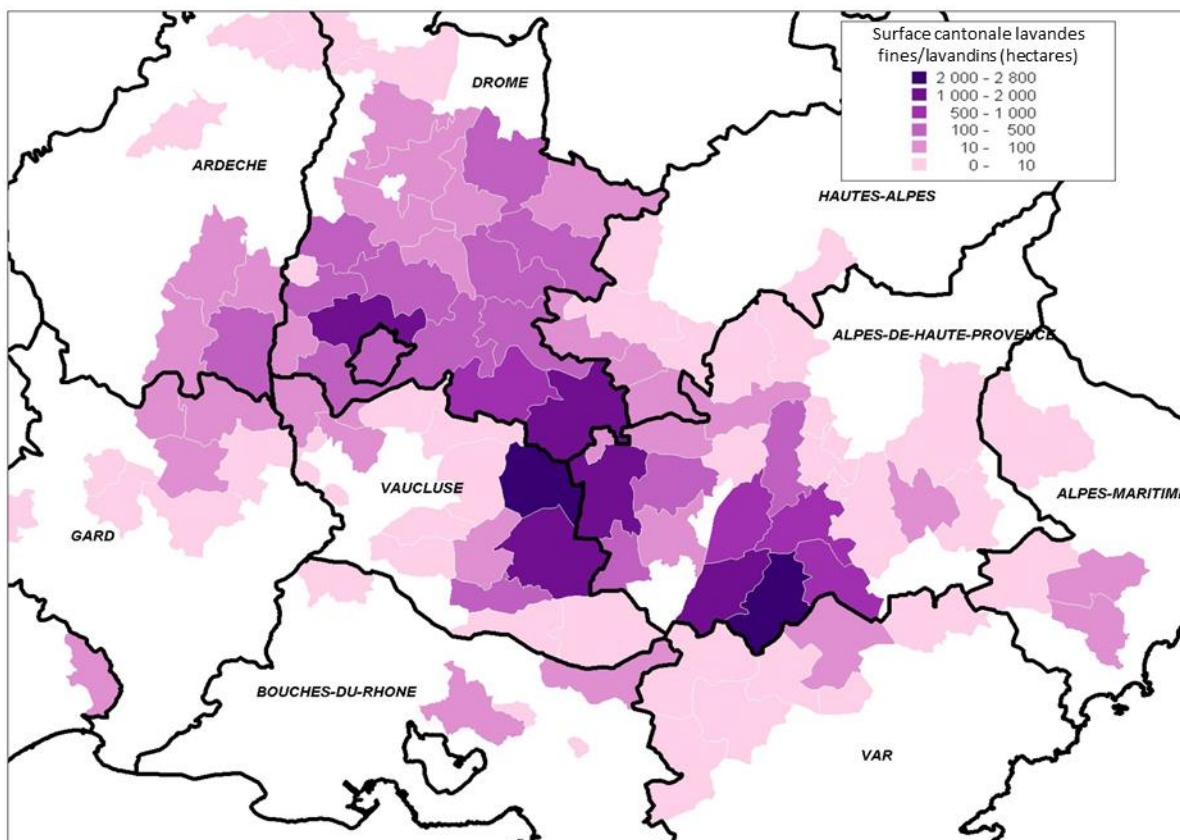 Surface cantonale lavandes
fines/lavandins (hectares)
2 000 - 2 800
1 000 - 2 000
500 - 1 000
100 - 500
10 - 100
0 - 10
DROME
ARDECHE
HAUTES-ALPES
ALPES-DE-HAUTE-PROVENCE
VAUCLUSE
ALPES-MARITIM
GARD
BOUCHES-DU-RHONE
VAR